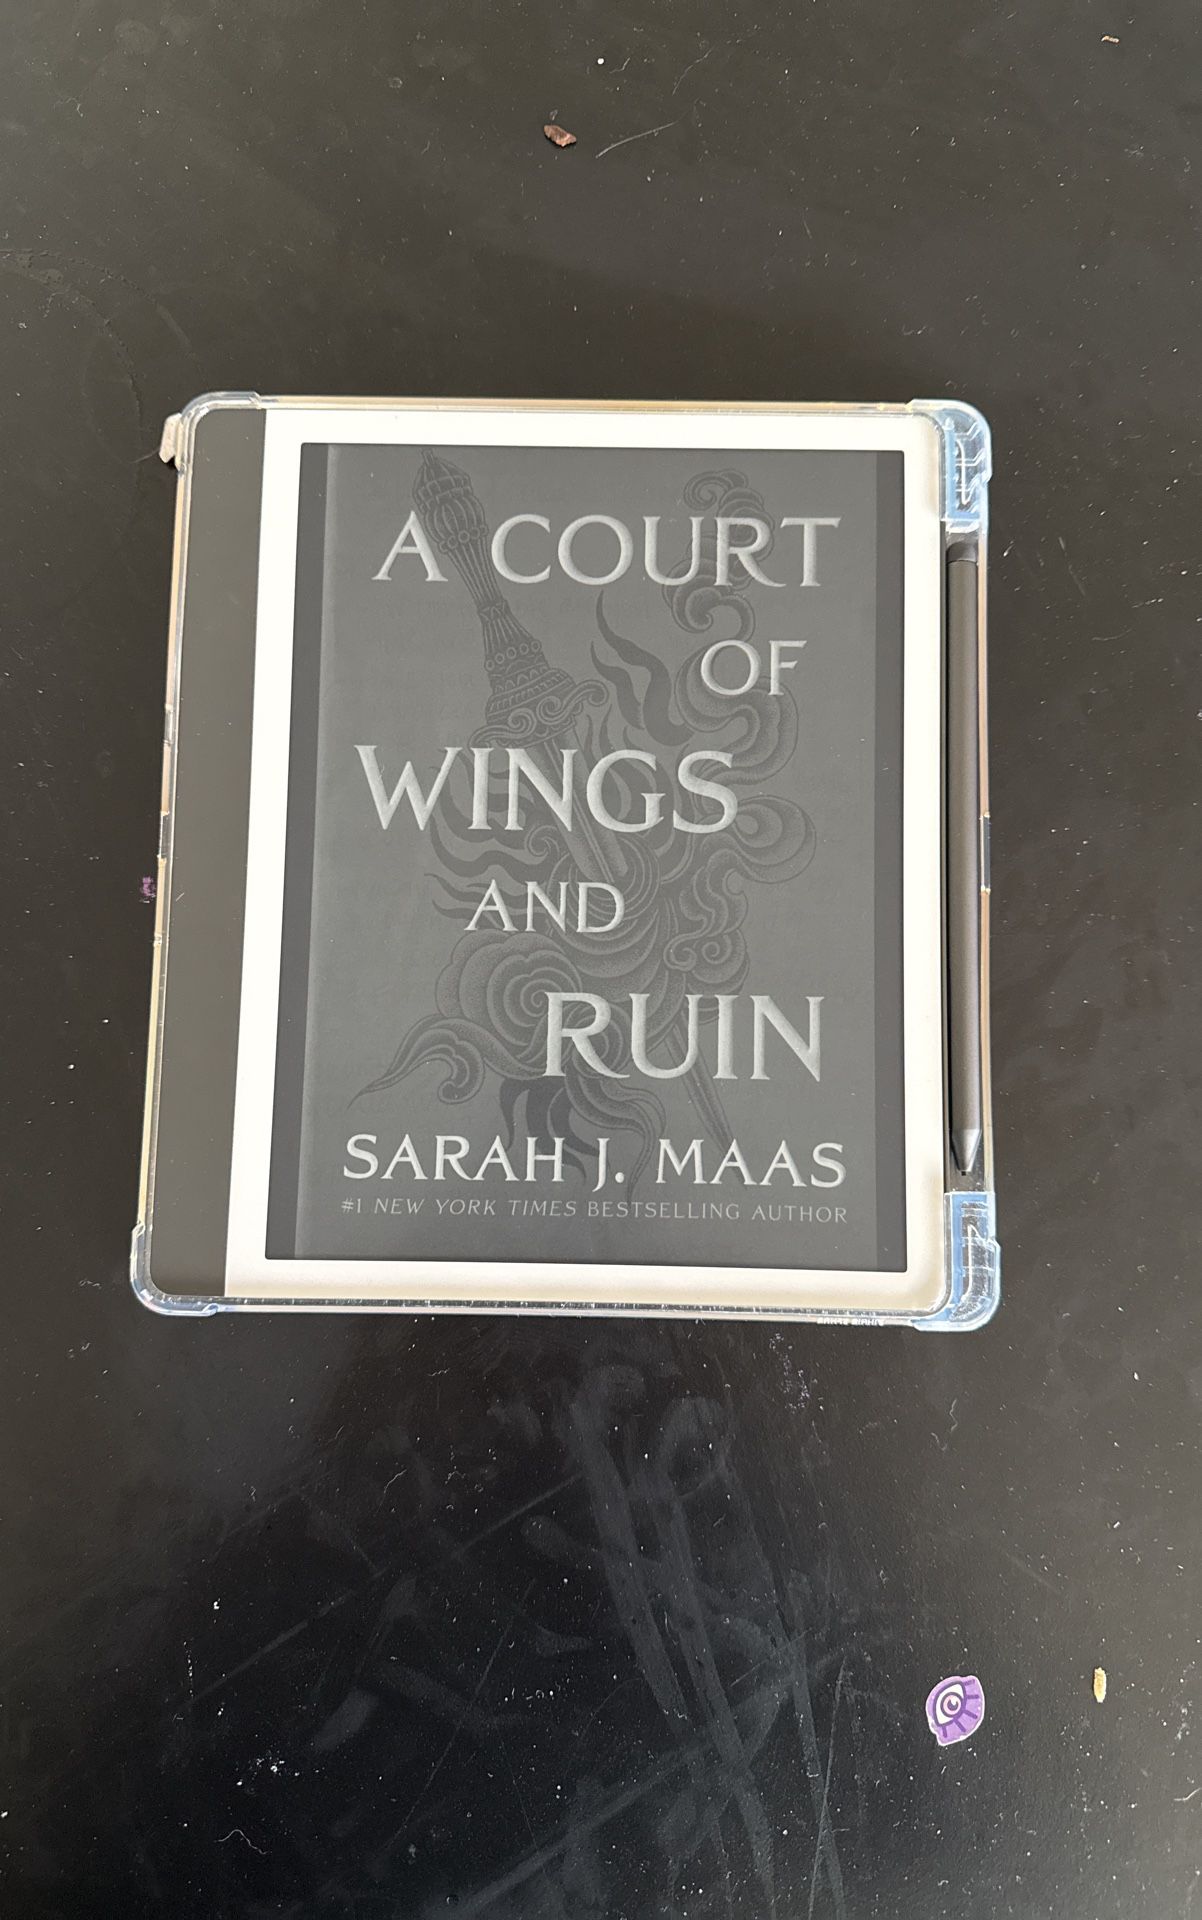 A COURT
OF
WINGS
AND
RUIN
SARAH J. MAAS
#1 NEW YORK TIMES BESTSELLING AUTHOR